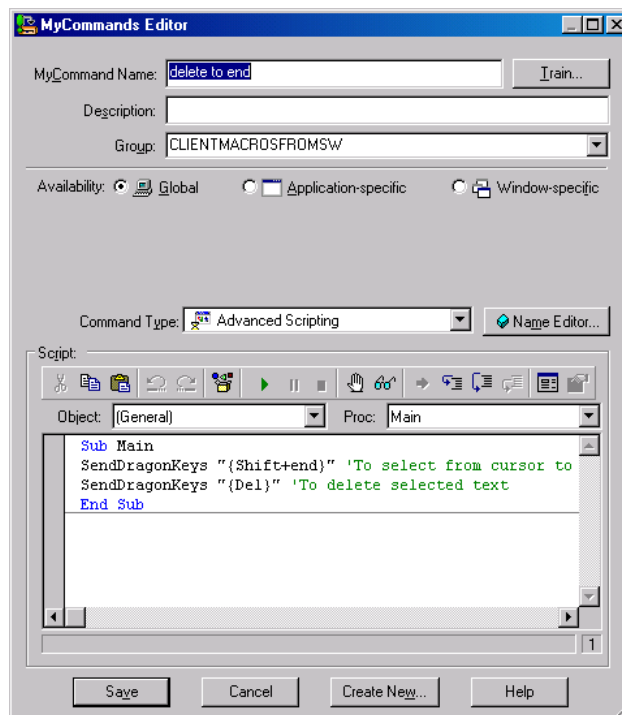 MyCommands Editor
MyCommand Name: delete to end Train...
Description:
Group: CLIENTMACROSFROMSW
Availability: Global Application-specific Window-specific
Command Type: Advanced Scripting Name Editor...
Script:
Object: (General) Proc: Main
Sub Main
SendDragonKeys "{Shift+end}" 'To select from cursor to
SendDragonKeys "{Del}" 'To delete selected text
End Sub
1
Save Cancel Create New... Help